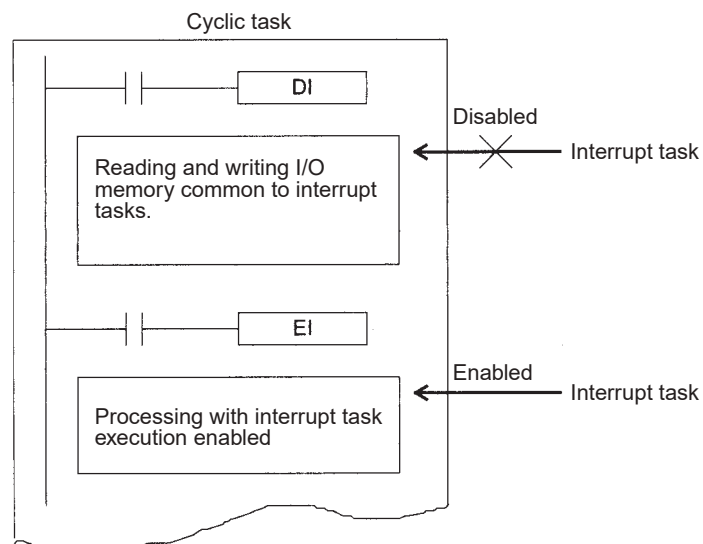 Cyclic task
DI
Disabled
Interrupt task
Reading and writing I/O
memory common to interrupt
tasks.
EI
Enabled
Interrupt task
Processing with interrupt task
execution enabled